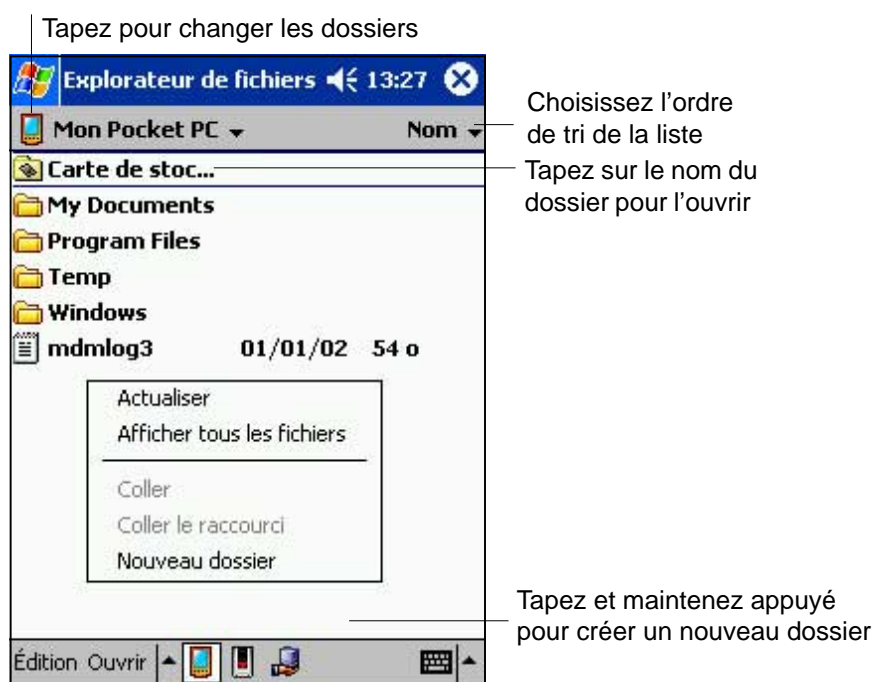 Tapez pour changer les dossiers
Explorateur de fichiers 13:27
Mon Pocket PC Nom
Choisissez l’ordre
de tri de la liste
Carte de stoc...
Tapez sur le nom du
dossier pour l’ouvrir
My Documents
Program Files
Temp
Windows
mdmlog3 01/01/02 54 o
Actualiser
Afficher tous les fichiers
Coller
Coller le raccourci
Nouveau dossier
Tapez et maintenez appuyé
pour créer un nouveau dossier
Édition Ouvrir